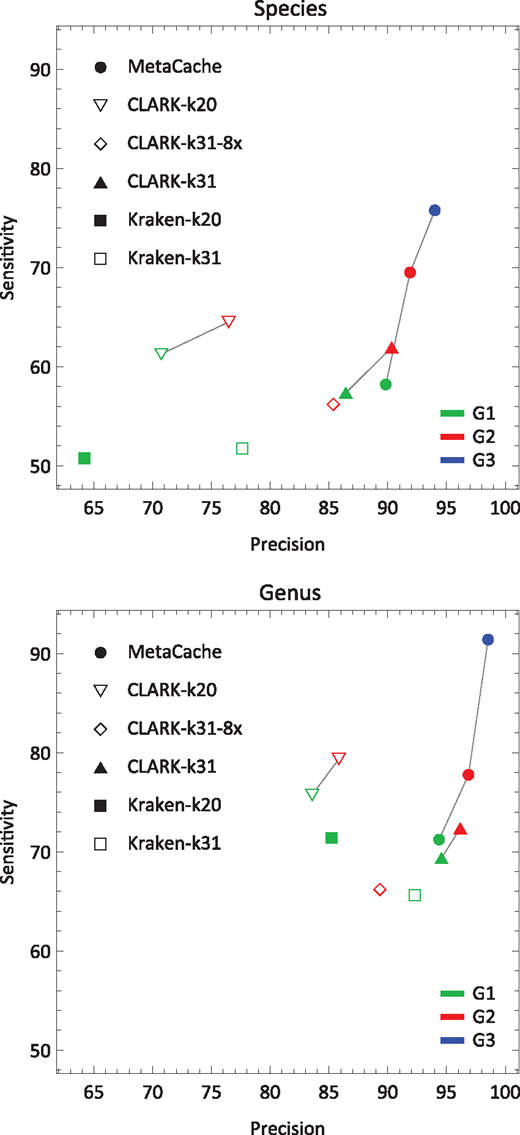 Species
90
80
70
60
50
Sensitivity
MetaCache
CLARK-k20
CLARK-k31-8x
CLARK-k31
Kraken-k20
Kraken-k31
G1
G2
G3
65 70 75 80 85 90 95 100
Precision
Genus
90
80
70
60
50
Sensitivity
MetaCache
CLARK-k20
CLARK-k31-8x
CLARK-k31
Kraken-k20
Kraken-k31
G1
G2
G3
65 70 75 80 85 90 95 100
Precision